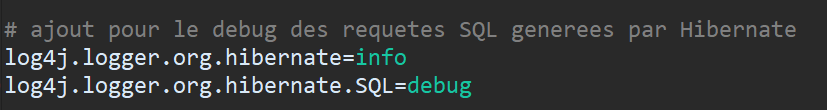 # ajout pour le debug des requetes SQL generees par Hibernate
log4j.logger.org.hibernate=info
log4j.logger.org.hibernate.SQL=debug